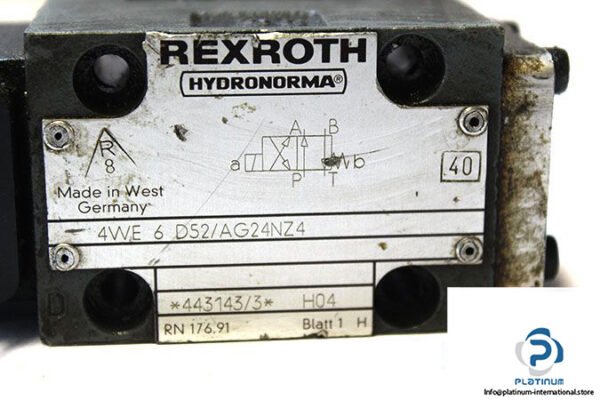 REXROTH
HYDRONORMA®
R
8
A B
a b
P T
40
Made in West
Germany
4WE 6 D52/AG24NZ4
D
*443143/3* H04
RN 176.91 Blatt 1 H
PLATINUM
Info@platinum-international.store